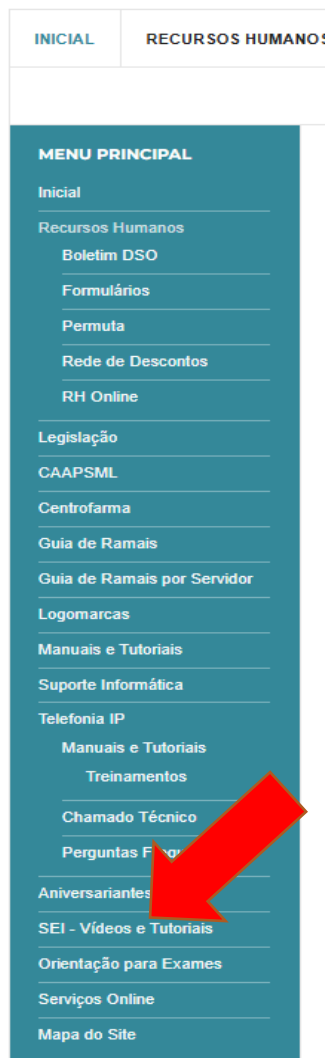 INICIAL RECURSOS HUMANOS
MENU PRINCIPAL
Inicial
Recursos Humanos
Boletim DSO
Formulários
Permuta
Rede de Descontos
RH Online
Legislação
CAAPSML
Centrofarma
Guia de Ramais
Guia de Ramais por Servidor
Logomarcas
Manuais e Tutoriais
Suporte Informática
Telefonia IP
Manuais e Tutoriais
Treinamentos
Chamado Técnico
Perguntas
Aniversariantes
SEI - Vídeos e Tutoriais
Orientação para Exames
Serviços Online
Mapa do Site